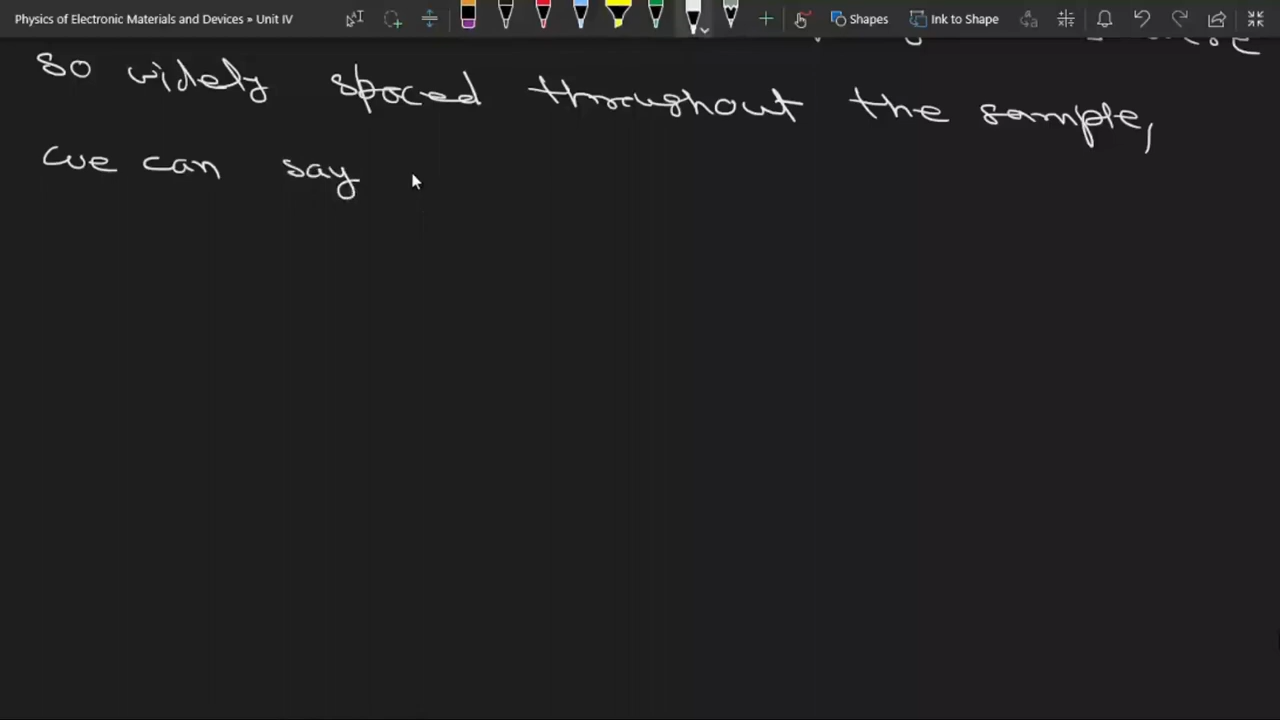 Physics of Electronic Materials and Devices » Unit IV
Shapes
Ink to Shape
so widely spaced throughout the sample,
we can say